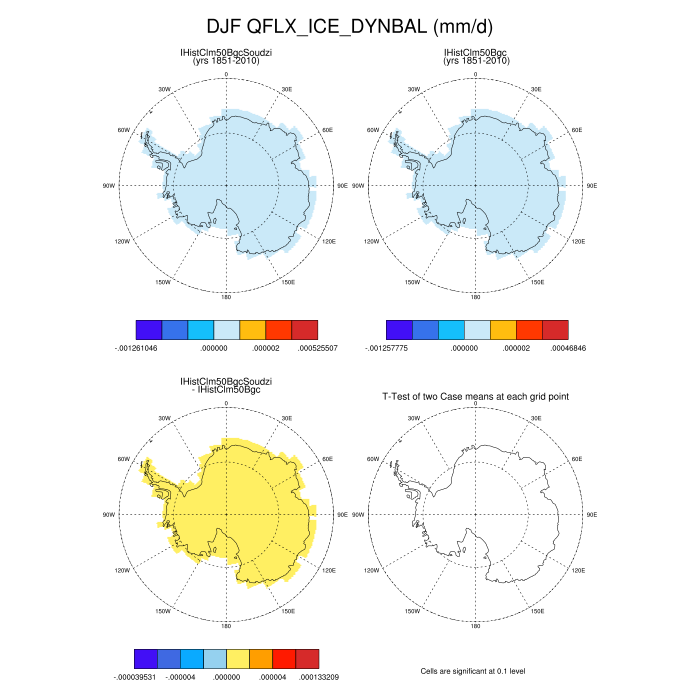 DJF QFLX_ICE_DYNBAL (mm/d)
IHistClm50BgcSoudzi
(yrs 1851-2010)
IHistClm50Bgc
(yrs 1851-2010)
0
30W
30E
60W
60E
90W
90E
120W
120E
150W
150E
180
0
30W
30E
60W
60E
90W
90E
120W
120E
150W
150E
180
-.001261046 .000000 .000002 .000525507
-.001257775 .000000 .000002 .00046846
IHistClm50BgcSoudzi
- IHistClm50Bgc
T-Test of two Case means at each grid point
0
30W
30E
60W
60E
90W
90E
120W
120E
150W
150E
180
0
30W
30E
60W
60E
90W
90E
120W
120E
150W
150E
180
-.000039531 -.000004 .000000 .000004 .000133209
Cells are significant at 0.1 level